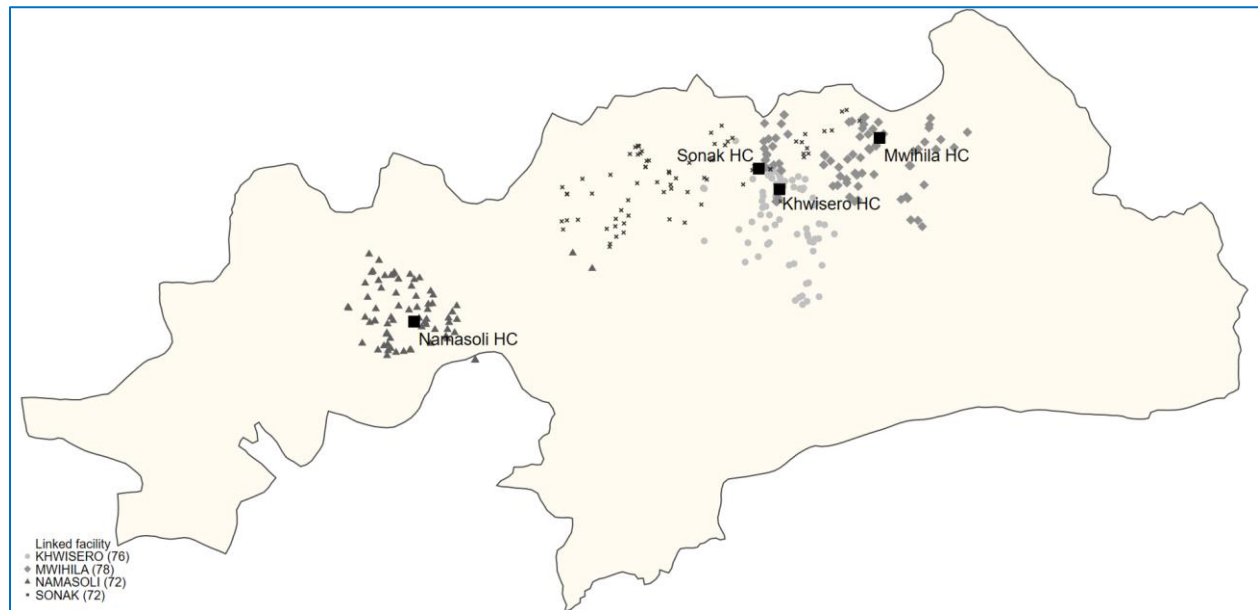 Sonak HC
Mwihila HC
Khwisero HC
Namasoli HC
Linked facility
KHWISERO (76)
MWIHILA (78)
NAMASOLI (72)
SONAK (72)